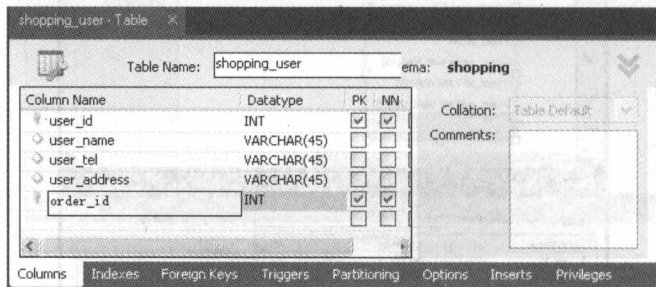 shopping_user - Table ×
Table Name: shopping_user ema: shopping
Column Name Datatype PK NN
user_id INT
user_name VARCHAR(45)
user_tel VARCHAR(45)
user_address VARCHAR(45)
order_id INT
Collation: Table Default
Comments:
Columns Indexes Foreign Keys Triggers Partitioning Options Inserts Privileges